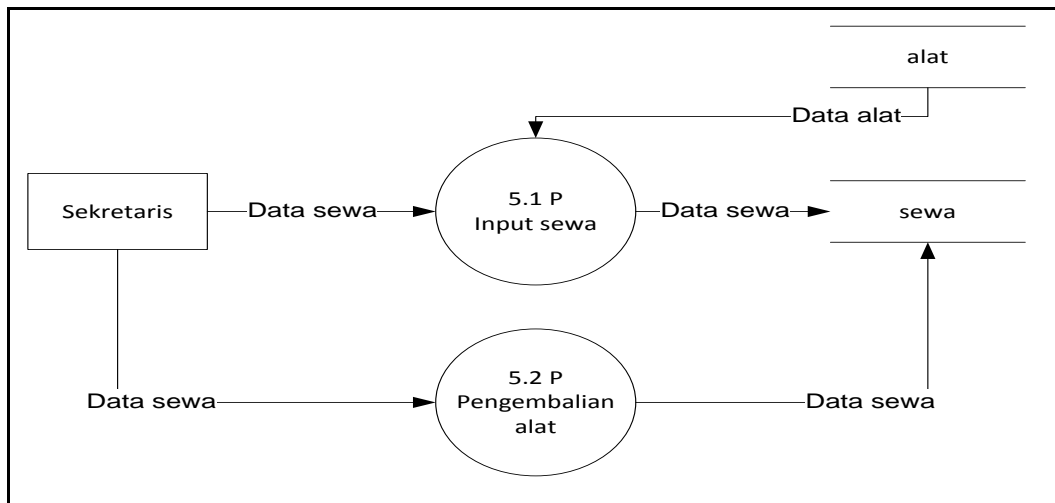 alat
Data alat
Sekretaris
Data sewa
5.1 P
Input sewa
Data sewa
sewa
5.2 P
Pengembalian
alat
Data sewa
Data sewa